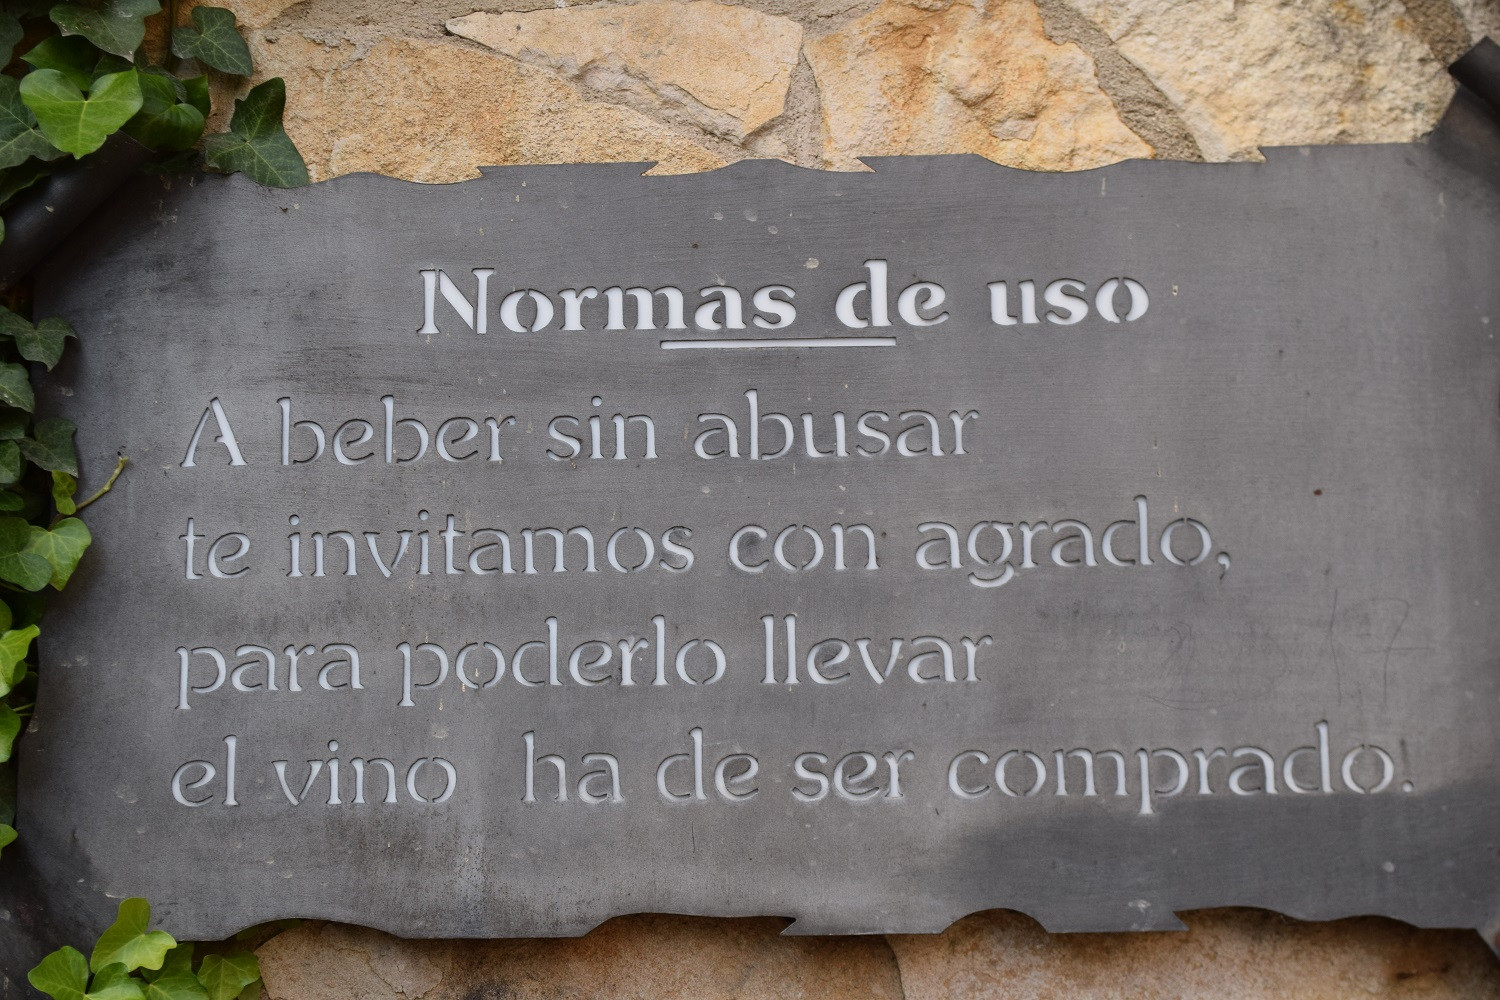 Normas de uso
A beber sin abusar
te invitamos con agrado,
para poderlo llevar
el vino ha de ser comprado.